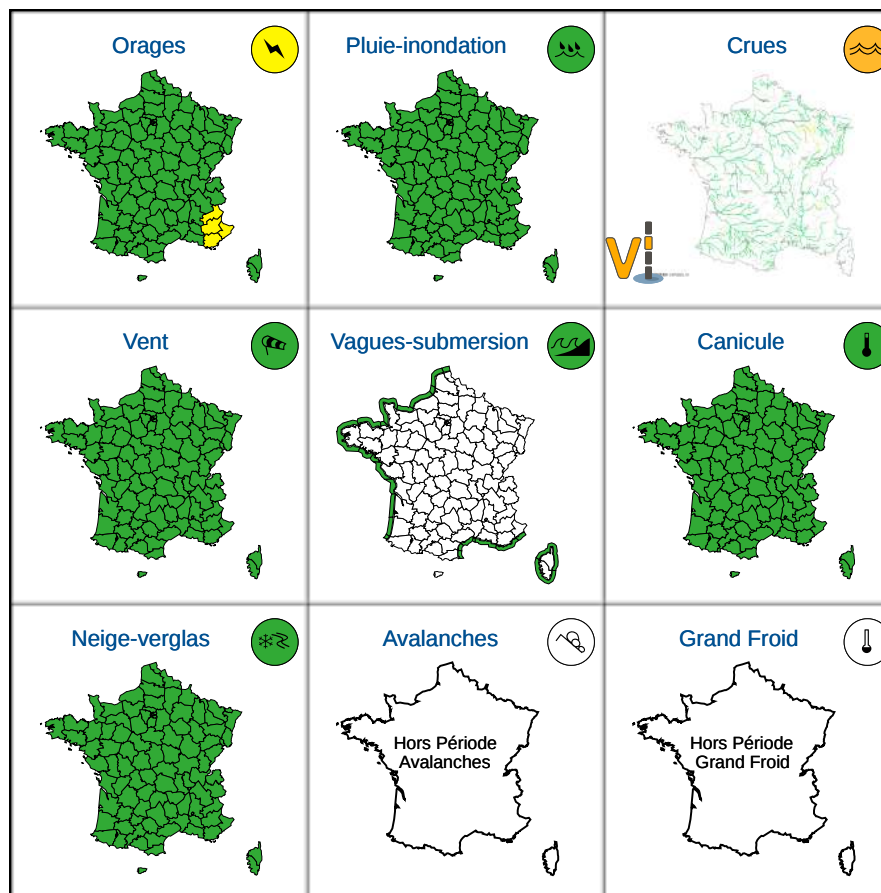 Orages
Pluie-inondation
Crues
Vi
Vent
Vagues-submersion
Canicule
Neige-verglas
Avalanches
Grand Froid
Hors Période
Avalanches
Hors Période
Grand Froid